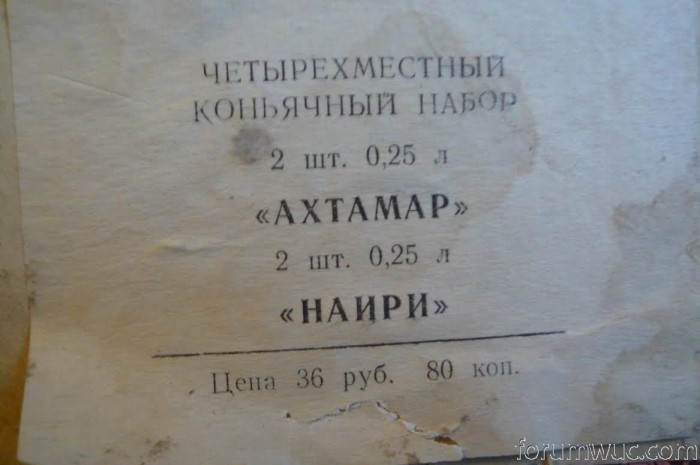 ЧЕТЫРЕХМЕСТНЫЙ
КОНЬЯЧНЫЙ НАБОР
2 шт. 0,25 л
«АХТАМАР»
2 шт. 0,25 л
«НАИРИ»
Цена 36 руб. 80 коп.
forumwuc.com